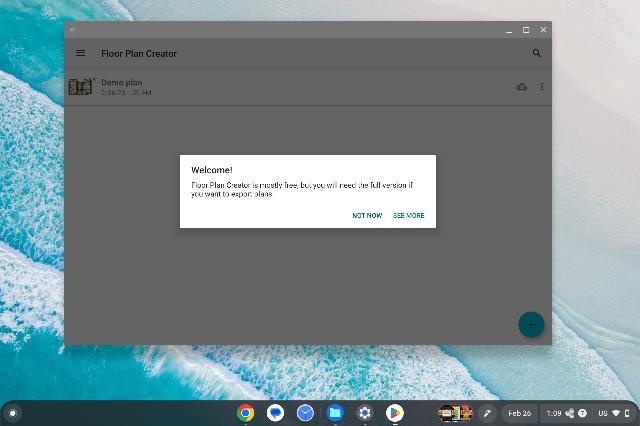 Floor Plan Creator
Demo plan
2/26/23 1:09 AM
Welcome!
Floor Plan Creator is mostly free, but you will need the full version if
you want to export plans.
NOT NOW SEE MORE
Feb 26 1:09 US